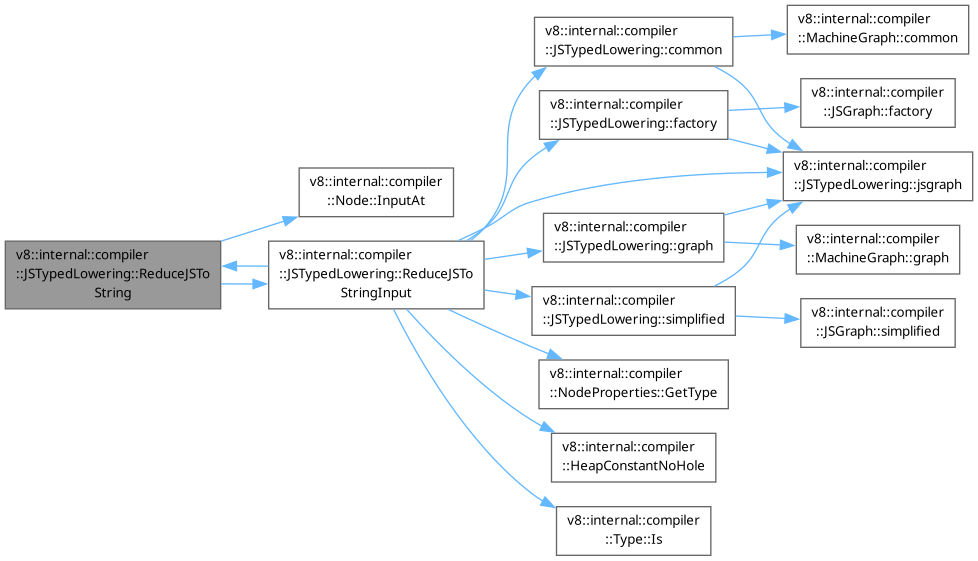 v8::internal::compiler
::JSTypedLowering::ReduceJSTo
String
v8::internal::compiler
::Node::InputAt
v8::internal::compiler
::JSTypedLowering::ReduceJSTo
StringInput
v8::internal::compiler
::JSTypedLowering::common
v8::internal::compiler
::MachineGraph::common
v8::internal::compiler
::JSTypedLowering::factory
v8::internal::compiler
::JSGraph::factory
v8::internal::compiler
::JSTypedLowering::jsgraph
v8::internal::compiler
::JSTypedLowering::graph
v8::internal::compiler
::MachineGraph::graph
v8::internal::compiler
::JSTypedLowering::simplified
v8::internal::compiler
::JSGraph::simplified
v8::internal::compiler
::NodeProperties::GetType
v8::internal::compiler
::HeapConstantNoHole
v8::internal::compiler
::Type::Is